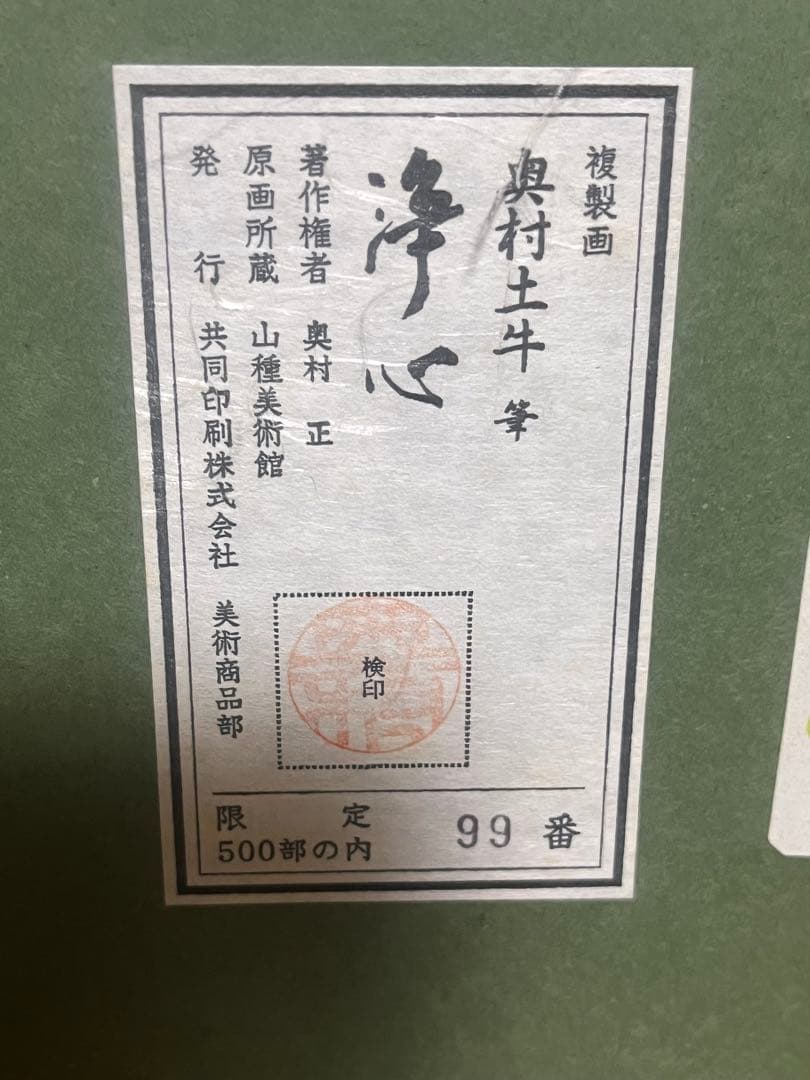 複製画
奥村土牛 筆
浄心
著作権者 奥村 正
原画所蔵 山種美術館
発行 共同印刷株式会社 美術商品部
検印
限定
500部の内 99番